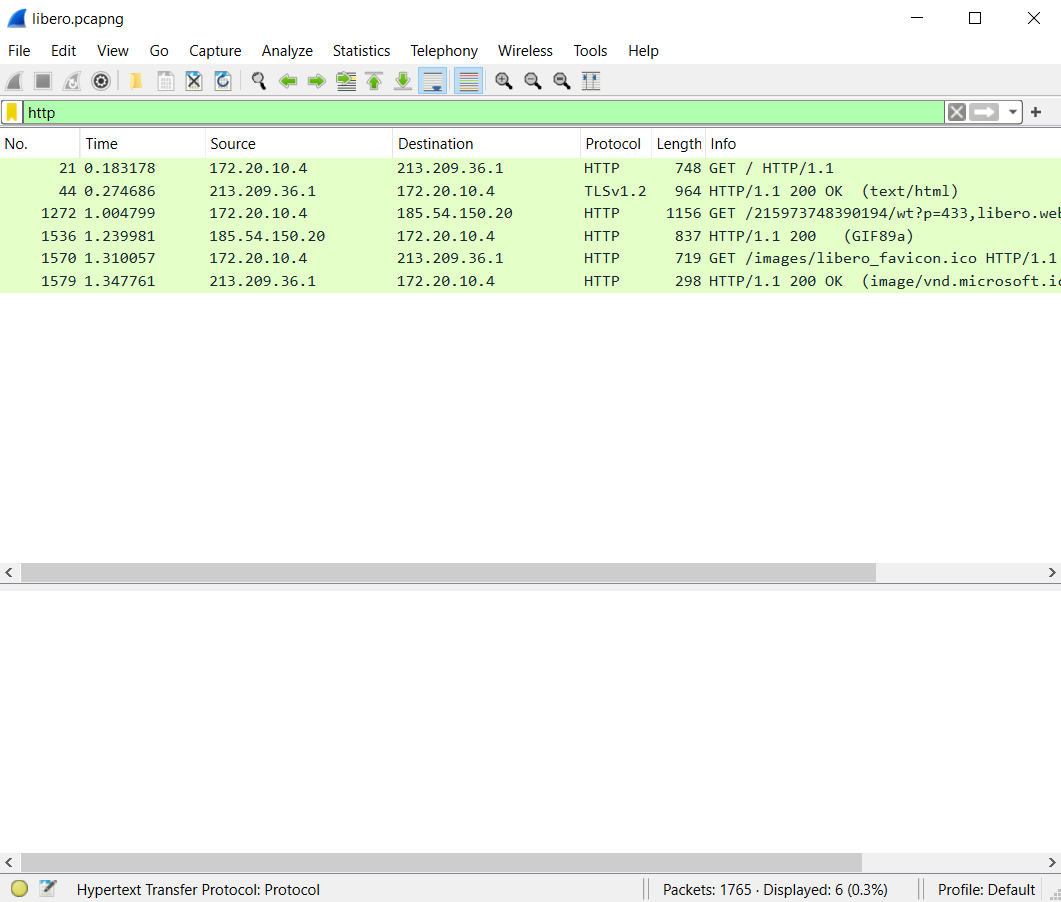 libero.pcapng
File Edit View Go Capture Analyze Statistics Telephony Wireless Tools Help
http
No. Time Source Destination Protocol Length Info
21 0.183178 172.20.10.4 213.209.36.1 HTTP 748 GET / HTTP/1.1
44 0.274686 213.209.36.1 172.20.10.4 TLSv1.2 964 HTTP/1.1 200 OK (text/html)
1272 1.004799 172.20.10.4 185.54.150.20 HTTP 1156 GET /215973748390194/wt?p=433,libero.web
1536 1.239981 185.54.150.20 172.20.10.4 HTTP 837 HTTP/1.1 200 (GIF89a)
1570 1.310057 172.20.10.4 213.209.36.1 HTTP 719 GET /images/libero_favicon.ico HTTP/1.1
1579 1.347761 213.209.36.1 172.20.10.4 HTTP 298 HTTP/1.1 200 OK (image/vnd.microsoft.ic
Hypertext Transfer Protocol: Protocol Packets: 1765 · Displayed: 6 (0.3%) Profile: Default